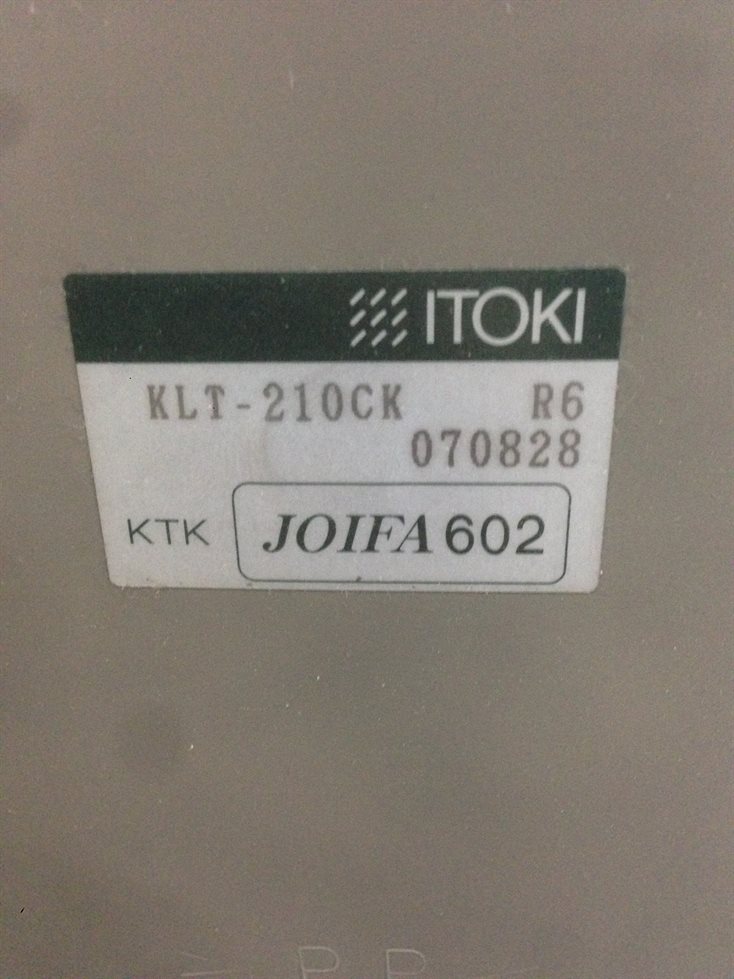 ITOKI
KLT-210CK R6
070828
KTK JOIFA 602